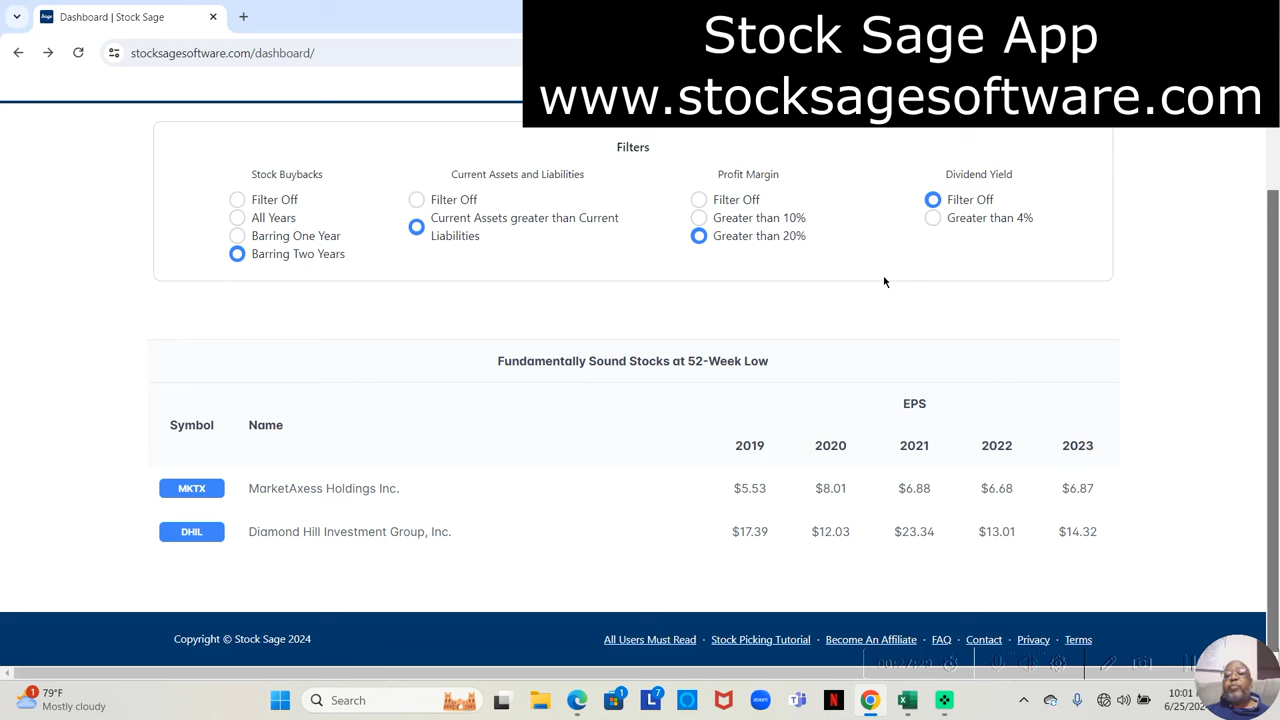 Dashboard | Stock Sage
stocksagesoftware.com/dashboard/
Stock Sage App
www.stocksagesoftware.com
Filters
Stock Buybacks
Filter Off
All Years
Barring One Year
Barring Two Years
Current Assets and Liabilities
Filter Off
Current Assets greater than Current
Liabilities
Profit Margin
Filter Off
Greater than 10%
Greater than 20%
Dividend Yield
Filter Off
Greater than 4%
Fundamentally Sound Stocks at 52-Week Low
EPS
Symbol Name
2019 2020 2021 2022 2023
MKTX MarketAxess Holdings Inc. $5.53 $8.01 $6.88 $6.68 $6.87
DHIL Diamond Hill Investment Group, Inc. $17.39 $12.03 $23.34 $13.01 $14.32
Copyright © Stock Sage 2024 All Users Must Read · Stock Picking Tutorial · Become An Affiliate · FAQ · Contact · Privacy · Terms
1
79°F
Mostly cloudy
Search
1
L 7
zoom
N
10:01
6/25/